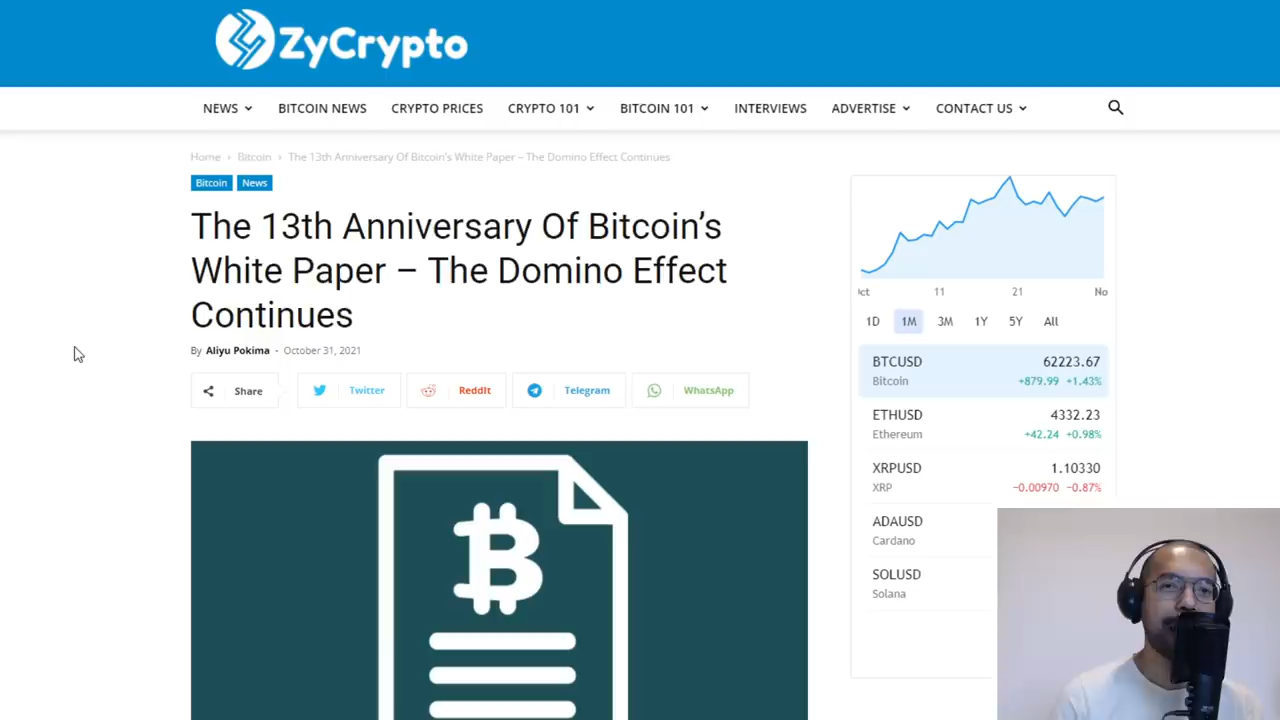 ZyCrypto
NEWS
BITCOIN NEWS
CRYPTO PRICES
CRYPTO 101
BITCOIN 101
INTERVIEWS
ADVERTISE
CONTACT US
Home › Bitcoin › The 13th Anniversary Of Bitcoin's White Paper – The Domino Effect Continues
Bitcoin
News
The 13th Anniversary Of Bitcoin's
White Paper – The Domino Effect
Continues
By Aliyu Pokima - October 31, 2021
Share
Twitter
ReddIt
Telegram
WhatsApp
11
21
1D 1M 3M 1Y 5Y All
BTCUSD 62223.67
Bitcoin +879.99 +1.43%
ETHUSD 4332.23
Ethereum +42.24 +0.98%
XRPUSD 1.10330
XRP −0.00970 −0.87%
ADAUSD
Cardano
SOLUSD
Solana